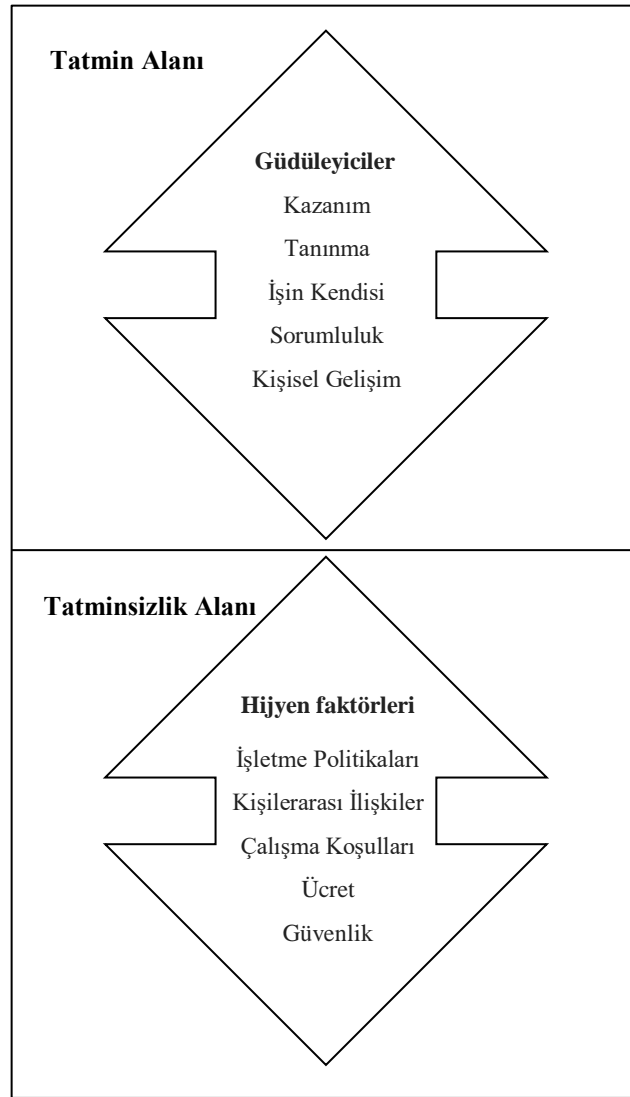 Tatmin Alanı
Güdüleyiciler
Kazanım
Tanınma
İşin Kendisi
Sorumluluk
Kişisel Gelişim
Tatminsizlik Alanı
Hijyen faktörleri
İşletme Politikaları
Kişilerarası İlişkiler
Çalışma Koşulları
Ücret
Güvenlik